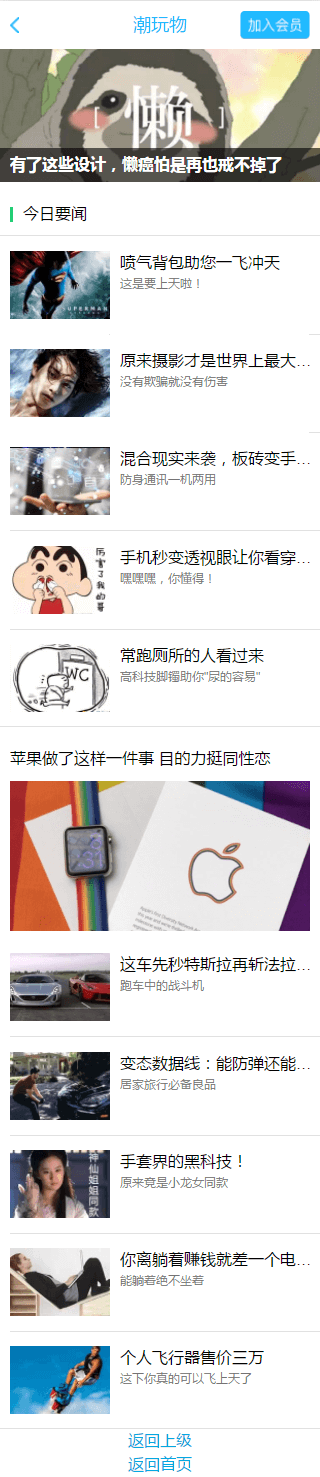 潮玩物
加入会员
[ 懒 ]
有了这些设计，懒癌怕是再也戒不掉了
今日要闻
喷气背包助您一飞冲天
这是要上天啦！
SUPERMAN
原来摄影才是世界上最大...
没有欺骗就没有伤害
混合现实来袭，板砖变手...
防身通讯一机两用
厉害了我的哥
手机秒变透视眼让你看穿...
嘿嘿嘿，你懂得！
WC
常跑厕所的人看过来
高科技脚镯助你"尿的容易"
苹果做了这样一件事 目的力挺同性恋
这车先秒特斯拉再斩法拉...
跑车中的战斗机
变态数据线：能防弹还能...
居家旅行必备良品
神仙姐姐同款
手套界的黑科技！
原来竟是小龙女同款
你离躺着赚钱就差一个电...
能躺着绝不坐着
个人飞行器售价三万
这下你真的可以飞上天了
返回上级
返回首页